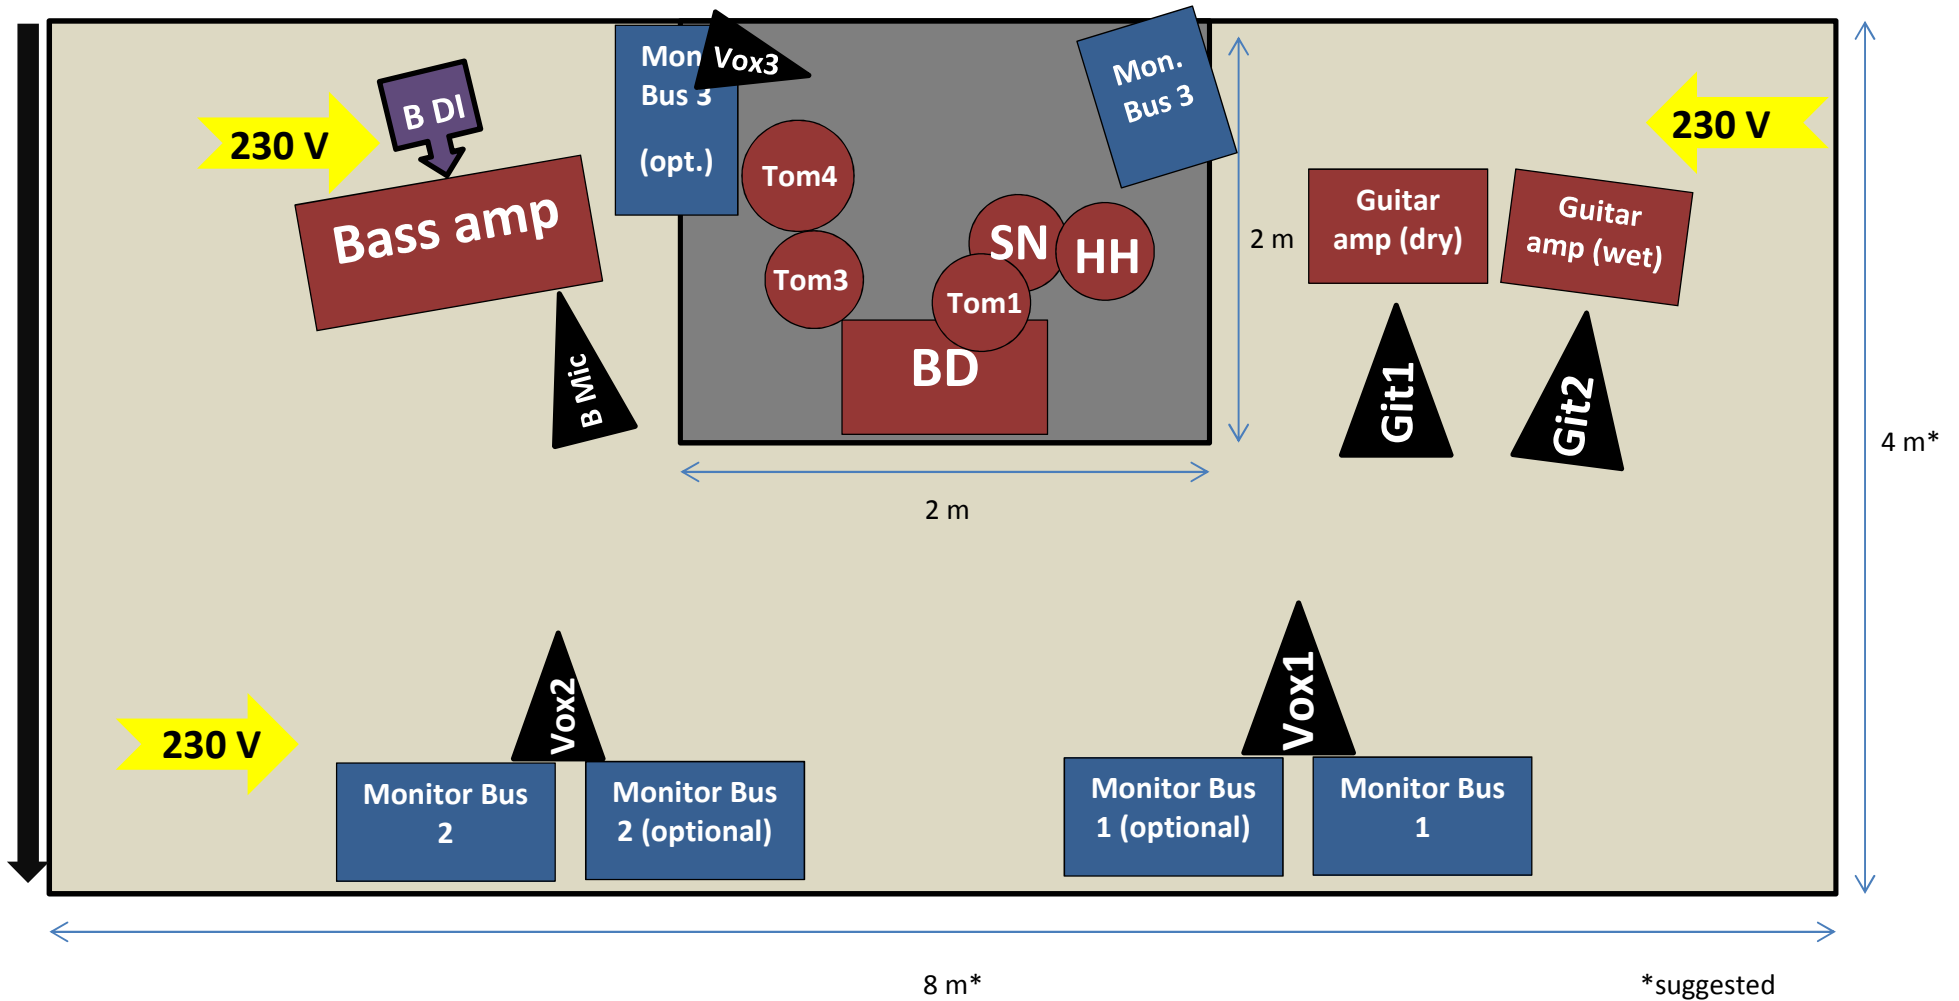 Mon.
Bus 3
(opt.)
Vox3
Mon.
Bus 3
B DI
230 V
230 V
Bass amp
Tom4
Tom3
SN
HH
Tom1
BD
2 m
Guitar
amp (dry)
Guitar
amp (wet)
B Mic
Git1
Git2
4 m*
2 m
Vox2
Vox1
230 V
Monitor Bus
2
Monitor Bus
2 (optional)
Monitor Bus
1 (optional)
Monitor Bus
1
8 m*
*suggested